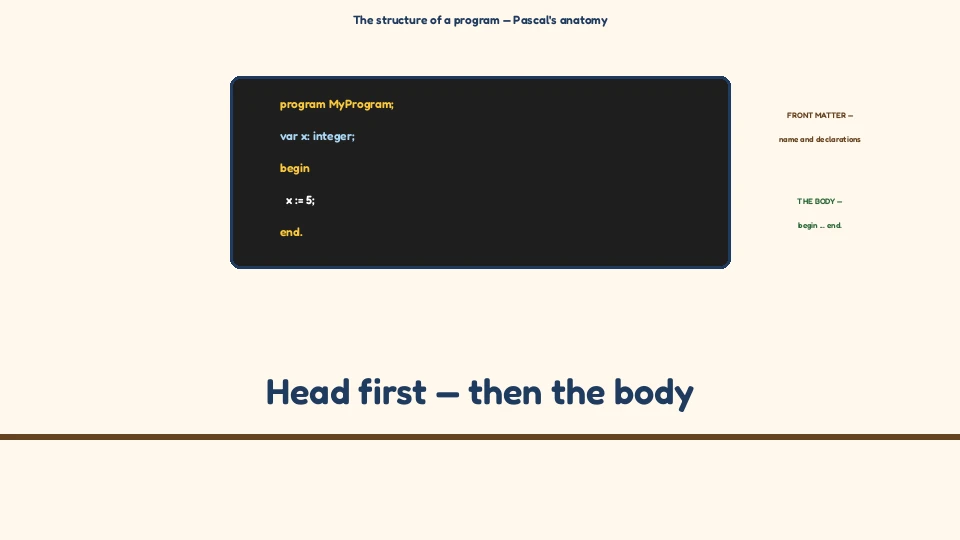 The structure of a program — Pascal's anatomy
program MyProgram;
var x: integer;
begin
x := 5;
end.
FRONT MATTER —
name and declarations
THE BODY —
begin ... end.
Head first — then the body